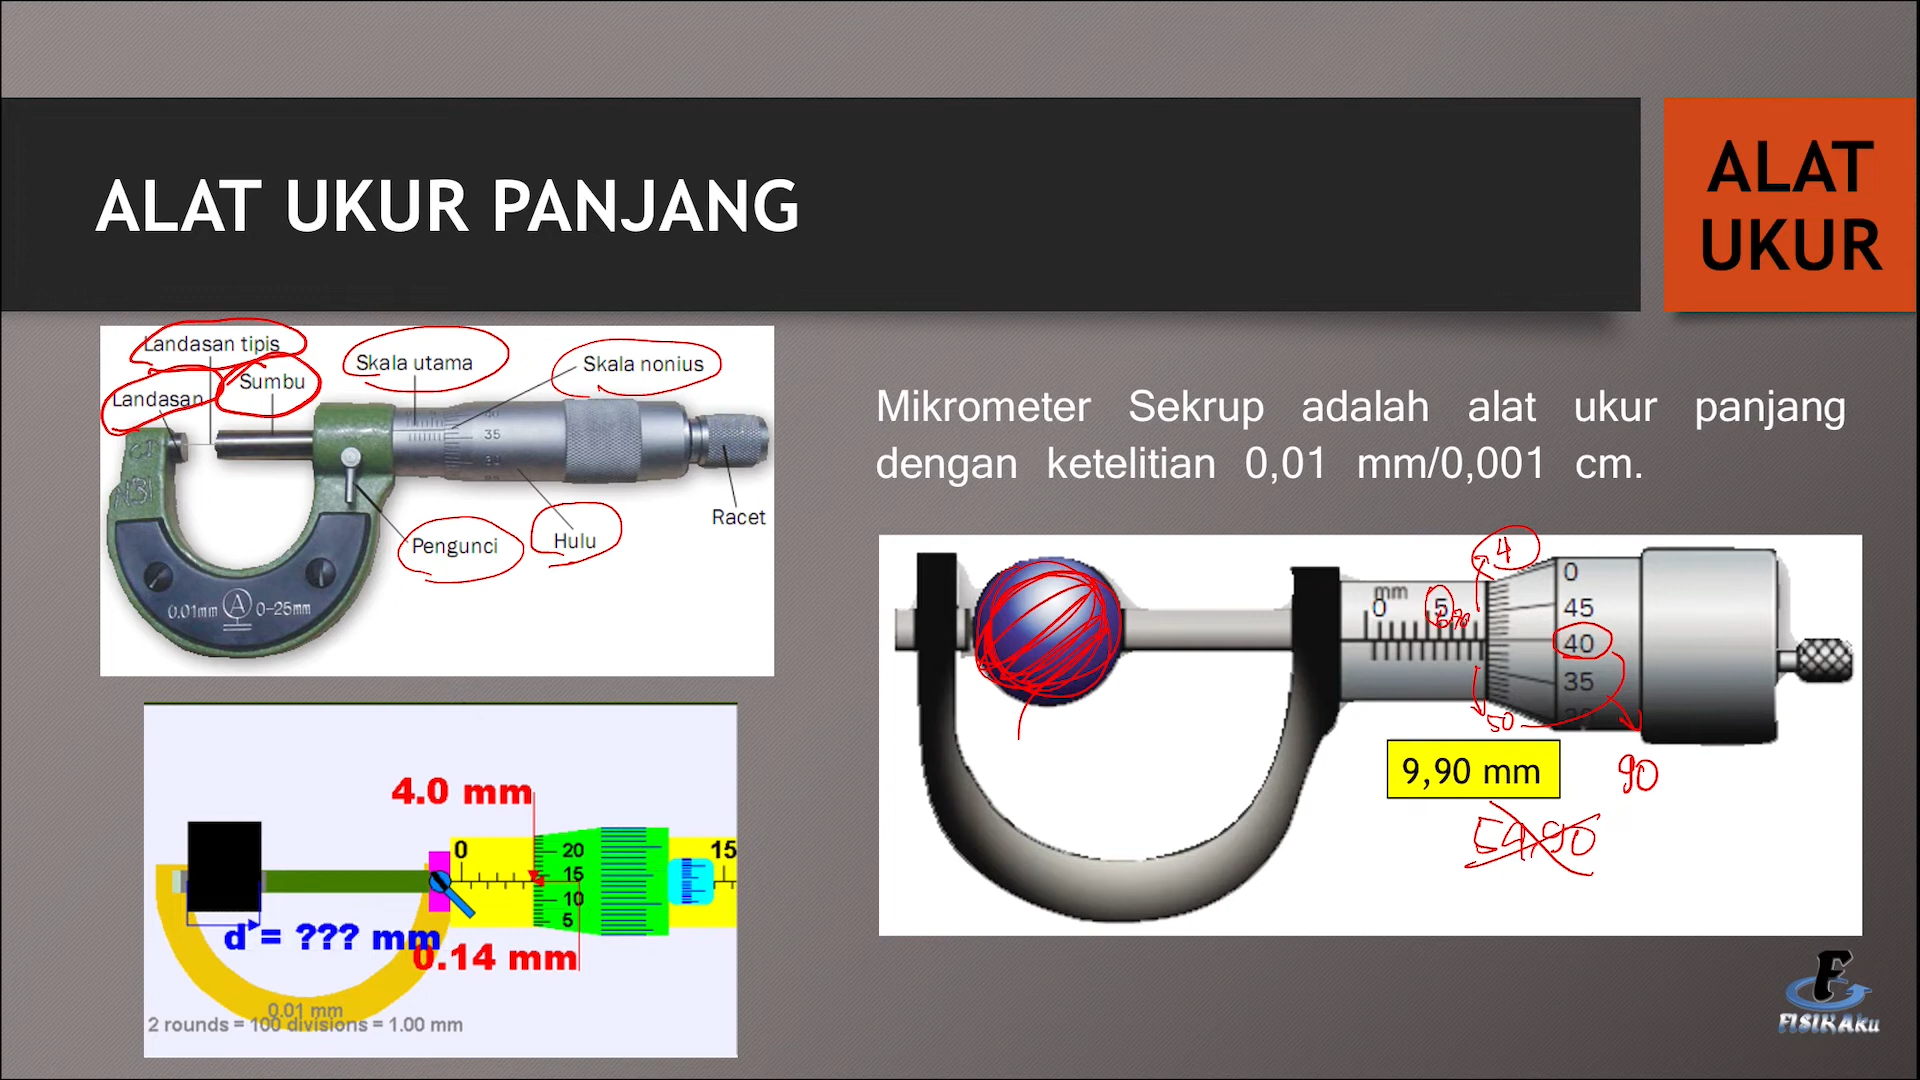 ALAT UKUR PANJANG
ALAT
UKUR
Landasan tipis
Sumbu
Landasan
Skala utama
Skala nonius
35
Racet
Pengunci
Hulu
0.01mm A 0-25mm
Mikrometer Sekrup adalah alat ukur panjang
dengan ketelitian 0,01 mm/0,001 cm.
4
mm
0 5
0
45
40
35
50
9,90 mm
90
59,90
4.0 mm
0
15
20
15
10
5
d = ??? mm
0.14 mm
0.01 mm
2 rounds = 100 divisions = 1.00 mm
F
FISIKAku